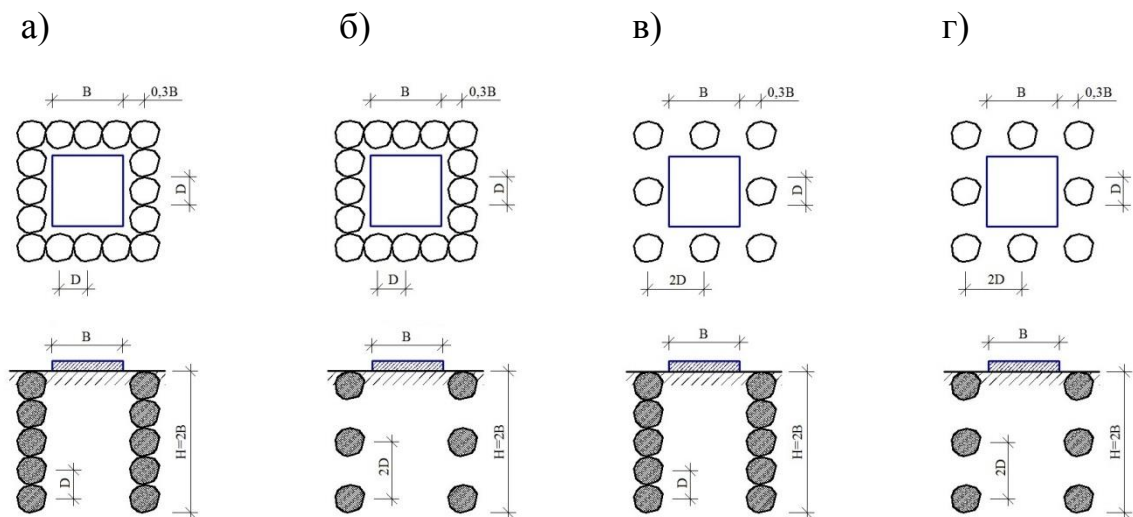 а) б) в) г)
B 0,3B B 0,3B B 0,3B B 0,3B
D D D D
D D 2D 2D
B B B B
H=2B H=2B H=2B H=2B
D 2D D 2D